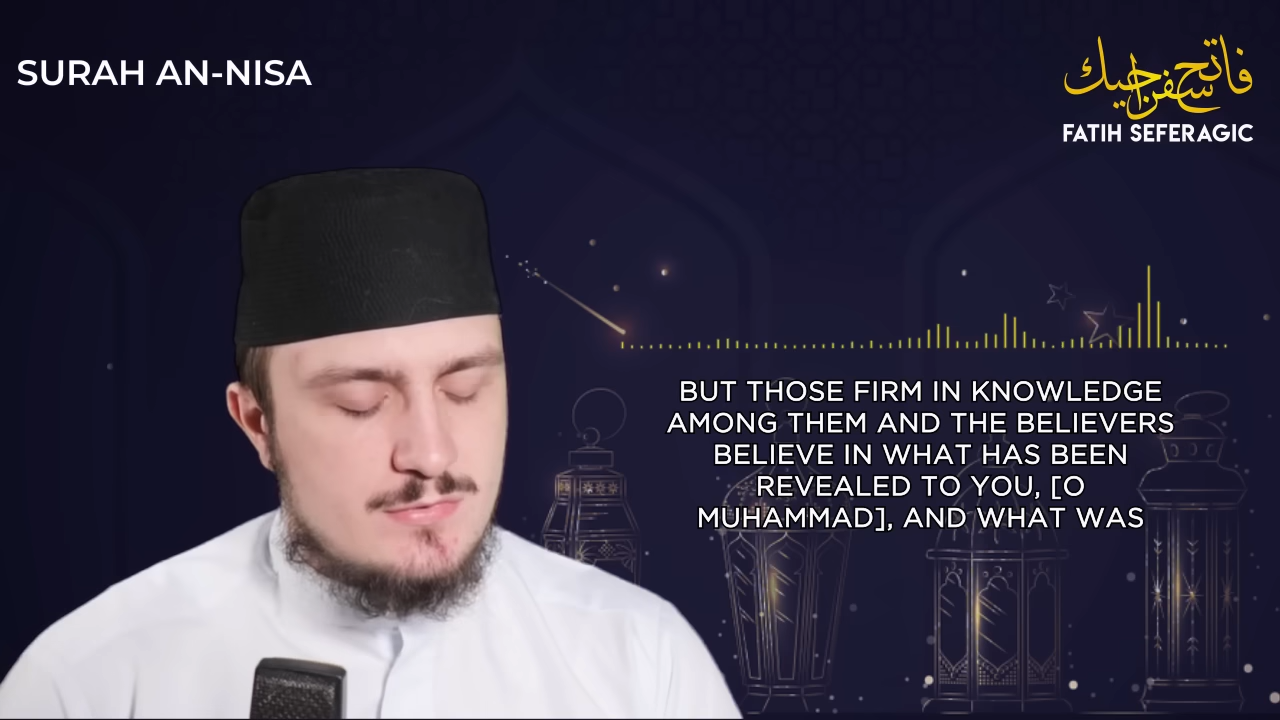 SURAH AN-NISA
فاتح سفراجيك
FATIH SEFERAGIC
BUT THOSE FIRM IN KNOWLEDGE
AMONG THEM AND THE BELIEVERS
BELIEVE IN WHAT HAS BEEN
REVEALED TO YOU, [O
MUHAMMAD], AND WHAT WAS